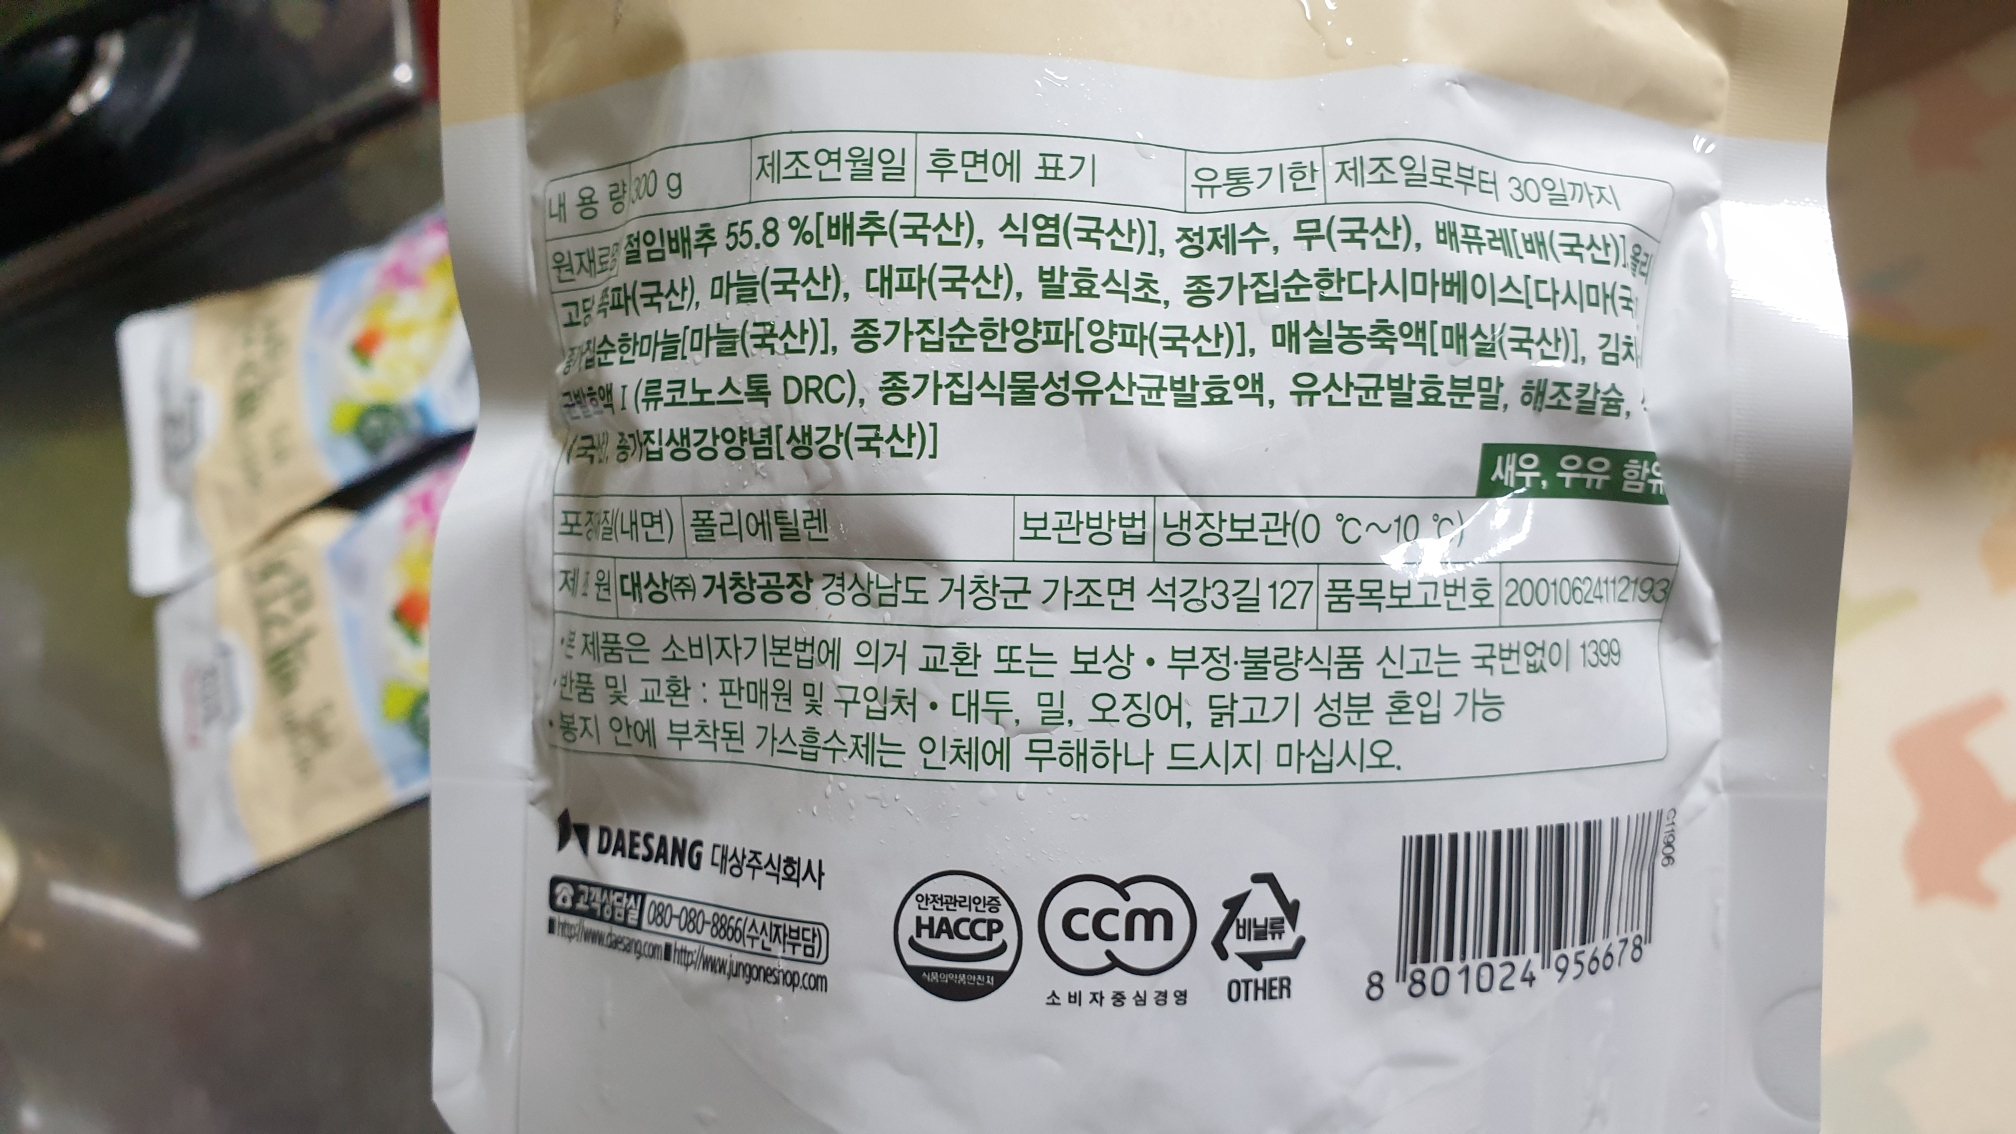 내 용 량 300 g 제조연월일 후면에 표기 유통기한 제조일로부터 30일까지
원재료명 절임배추 55.8 %[배추(국산), 식염(국산)], 정제수, 무(국산), 배퓨레[배(국산)], 올리
고당, 쪽파(국산), 마늘(국산), 대파(국산), 발효식초, 종가집순한다시마베이스[다시마(국
종가집순한마늘[마늘(국산)], 종가집순한양파[양파(국산)], 매실농축액[매실(국산)], 김치
균발효액 I (류코노스톡 DRC), 종가집식물성유산균발효액, 유산균발효분말, 해조칼슘,
종가집생강양념[생강(국산)]
새우, 우유 함유
포장재질(내면) 폴리에틸렌 보관방법 냉장보관(0 ℃~10 ℃)
제조원 대상㈜ 거창공장 경상남도 거창군 가조면 석강3길 127 품목보고번호 20010624112193
•본 제품은 소비자기본법에 의거 교환 또는 보상 • 부정·불량식품 신고는 국번없이 1399
•반품 및 교환 : 판매원 및 구입처 • 대두, 밀, 오징어, 닭고기 성분 혼입 가능
•봉지 안에 부착된 가스흡수제는 인체에 무해하나 드시지 마십시오.
DAESANG 대상주식회사
고객상담실 080-080-8866(수신자부담)
■http://www.daesang.com ■http://www.jungoneshop.com
안전관리인증
HACCP
식품의약품안전처
ccm
소비자중심경영
비닐류
OTHER
C11906
8 801024 956678